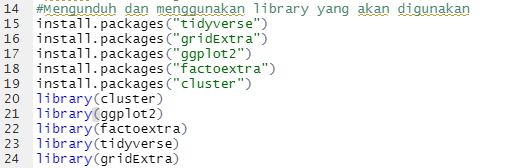 14 #Mengunduh dan menggunakan library yang akan digunakan
15 install.packages("tidyverse")
16 install.packages("gridExtra")
17 install.packages("ggplot2")
18 install.packages("factoextra")
19 install.packages("cluster")
20 library(cluster)
21 library(ggplot2)
22 library(factoextra)
23 library(tidyverse)
24 library(gridExtra)